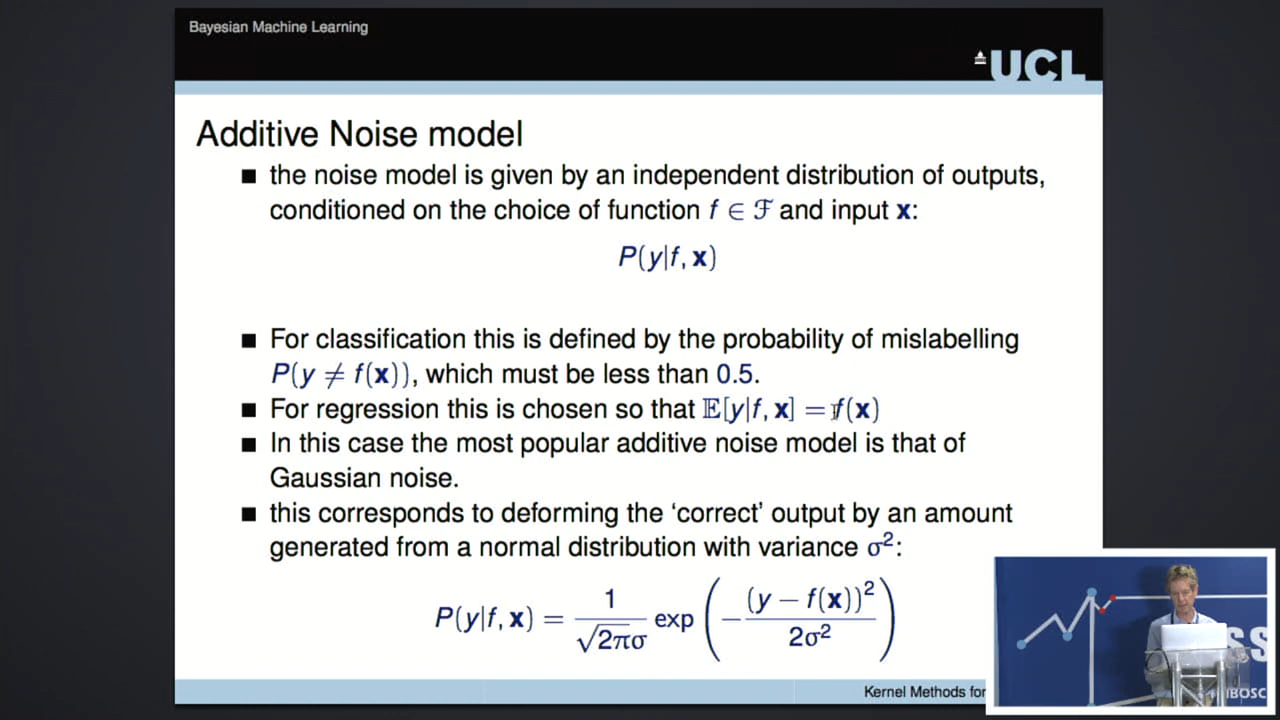 Bayesian Machine Learning
UCL
Additive Noise model
■ the noise model is given by an independent distribution of outputs,
conditioned on the choice of function f ∈ ℱ and input x:
P(y|f, x)
■ For classification this is defined by the probability of mislabelling
P(y ≠ f(x)), which must be less than 0.5.
■ For regression this is chosen so that 𝔼[y|f, x] = f(x)
■ In this case the most popular additive noise model is that of
Gaussian noise.
■ this corresponds to deforming the ‘correct’ output by an amount
generated from a normal distribution with variance σ²:
P(y|f, x) = 1/(√2πσ) exp(−(y − f(x))²/2σ²)
Kernel Methods for